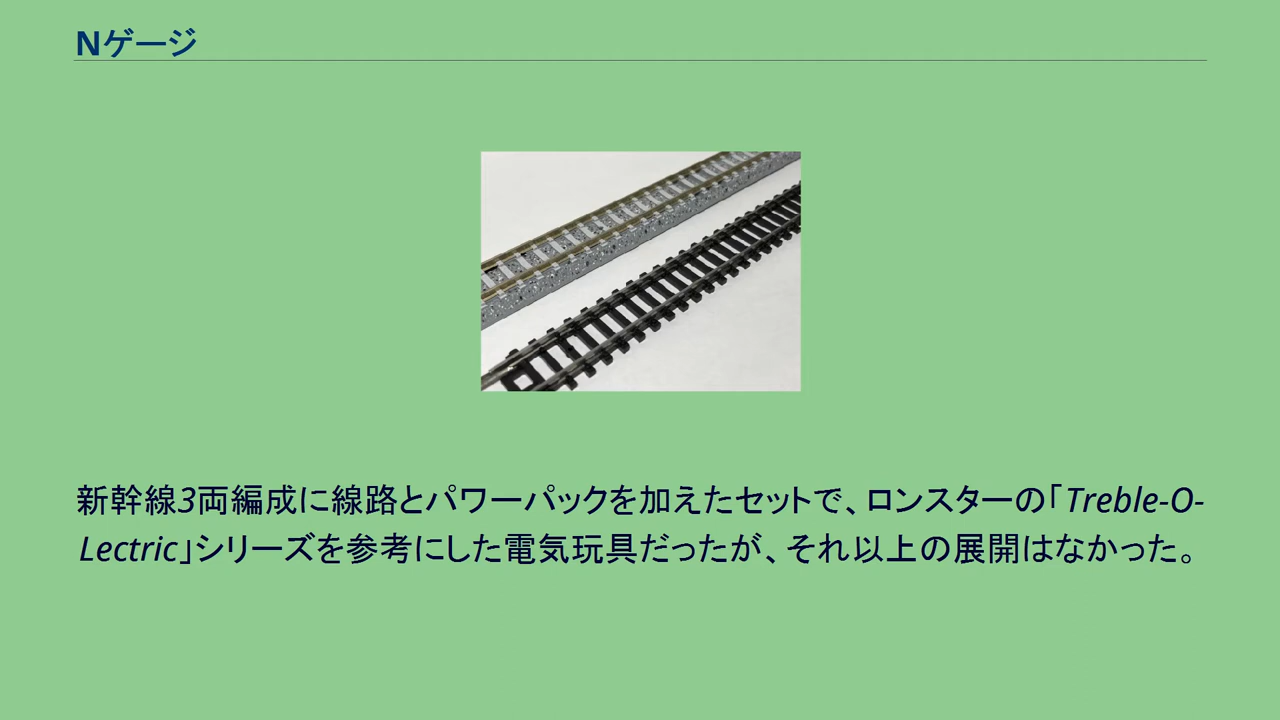 Nゲージ
新幹線3両編成に線路とパワーパックを加えたセットで、ロンスターの「Treble-O-
Lectric」シリーズを参考にした電気玩具だったが、それ以上の展開はなかった。